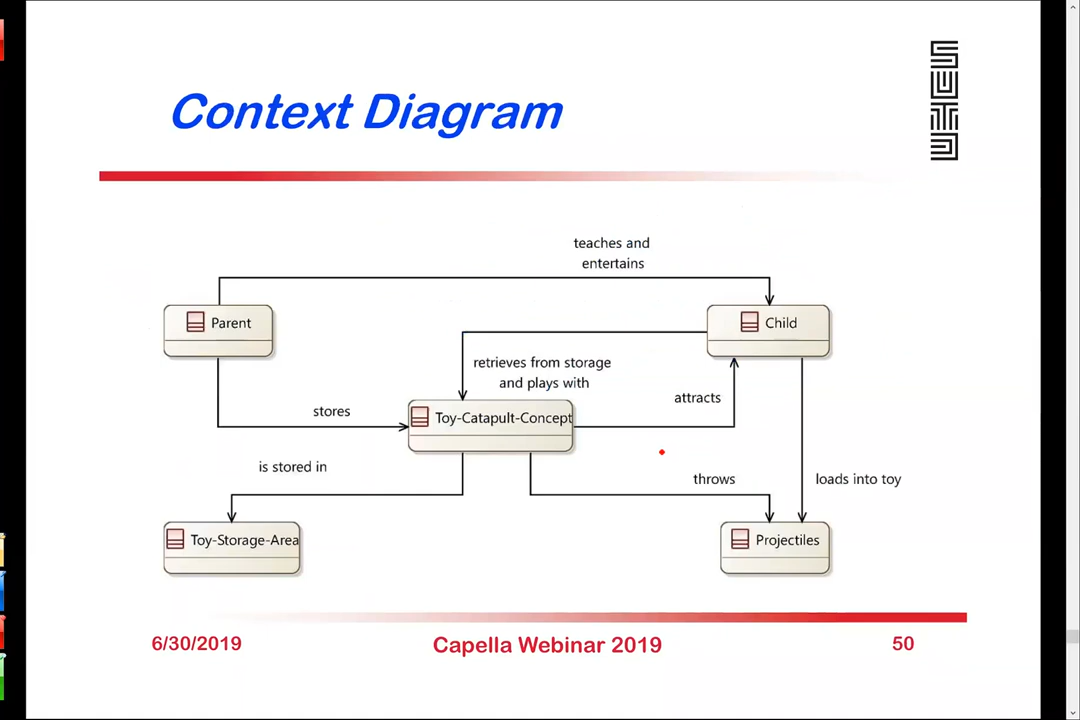 Context Diagram
teaches and
entertains
Parent
Child
retrieves from storage
and plays with
attracts
stores
Toy-Catapult-Concept
is stored in
throws
loads into toy
Toy-Storage-Area
Projectiles
6/30/2019
Capella Webinar 2019
50